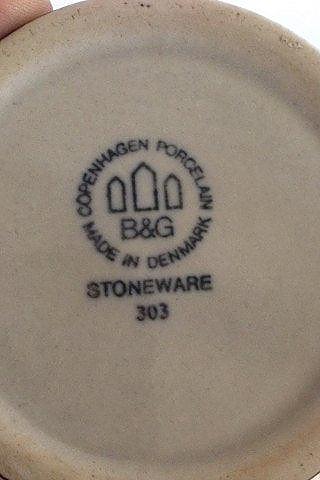 COPENHAGEN PORCELAIN
B&G
MADE IN DENMARK
STONEWARE
303